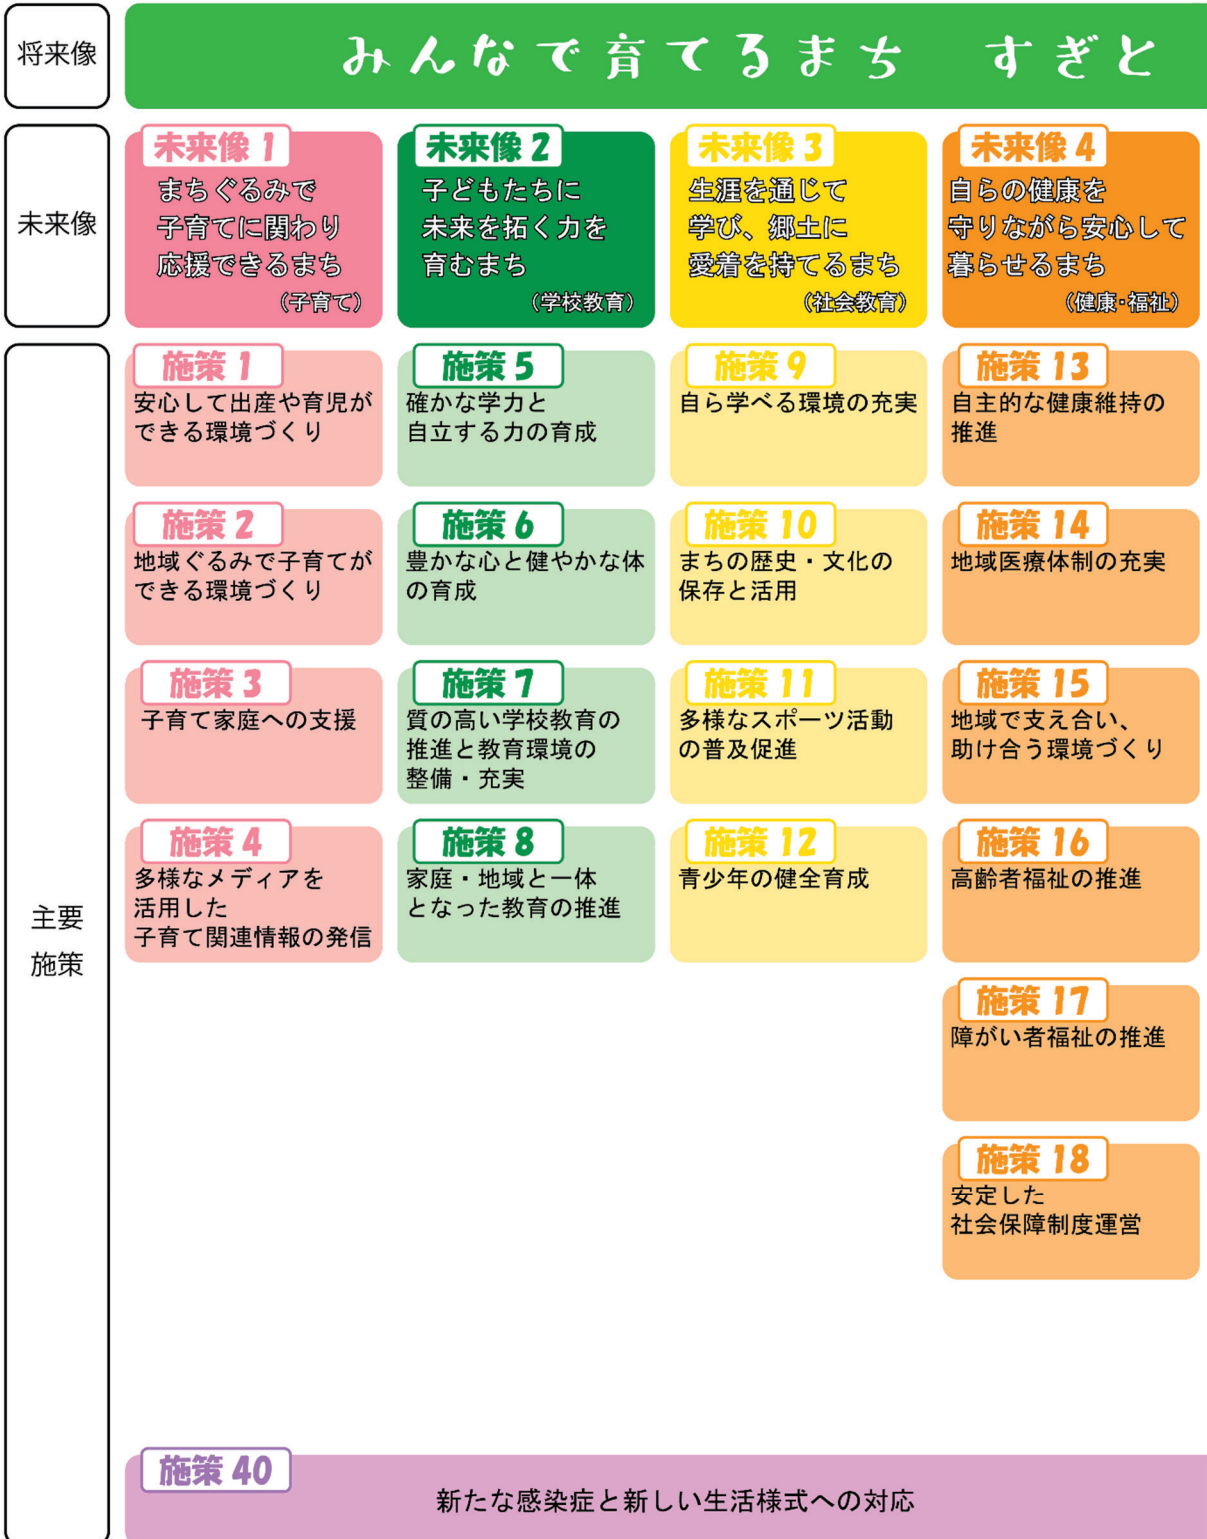 将来像
みんなで育てるまち　すぎと
未来像
未来像 1
まちぐるみで
子育てに関わり
応援できるまち
（子育て）
未来像 2
子どもたちに
未来を拓く力を
育むまち
（学校教育）
未来像 3
生涯を通じて
学び、郷土に
愛着を持てるまち
（社会教育）
未来像 4
自らの健康を
守りながら安心して
暮らせるまち
（健康・福祉）
主要
施策
施策 1
安心して出産や育児が
できる環境づくり
施策 2
地域ぐるみで子育てが
できる環境づくり
施策 3
子育て家庭への支援
施策 4
多様なメディアを
活用した
子育て関連情報の発信
施策 5
確かな学力と
自立する力の育成
施策 6
豊かな心と健やかな体
の育成
施策 7
質の高い学校教育の
推進と教育環境の
整備・充実
施策 8
家庭・地域と一体
となった教育の推進
施策 9
自ら学べる環境の充実
施策 10
まちの歴史・文化の
保存と活用
施策 11
多様なスポーツ活動
の普及促進
施策 12
青少年の健全育成
施策 13
自主的な健康維持の
推進
施策 14
地域医療体制の充実
施策 15
地域で支え合い、
助け合う環境づくり
施策 16
高齢者福祉の推進
施策 17
障がい者福祉の推進
施策 18
安定した
社会保障制度運営
施策 40
新たな感染症と新しい生活様式への対応